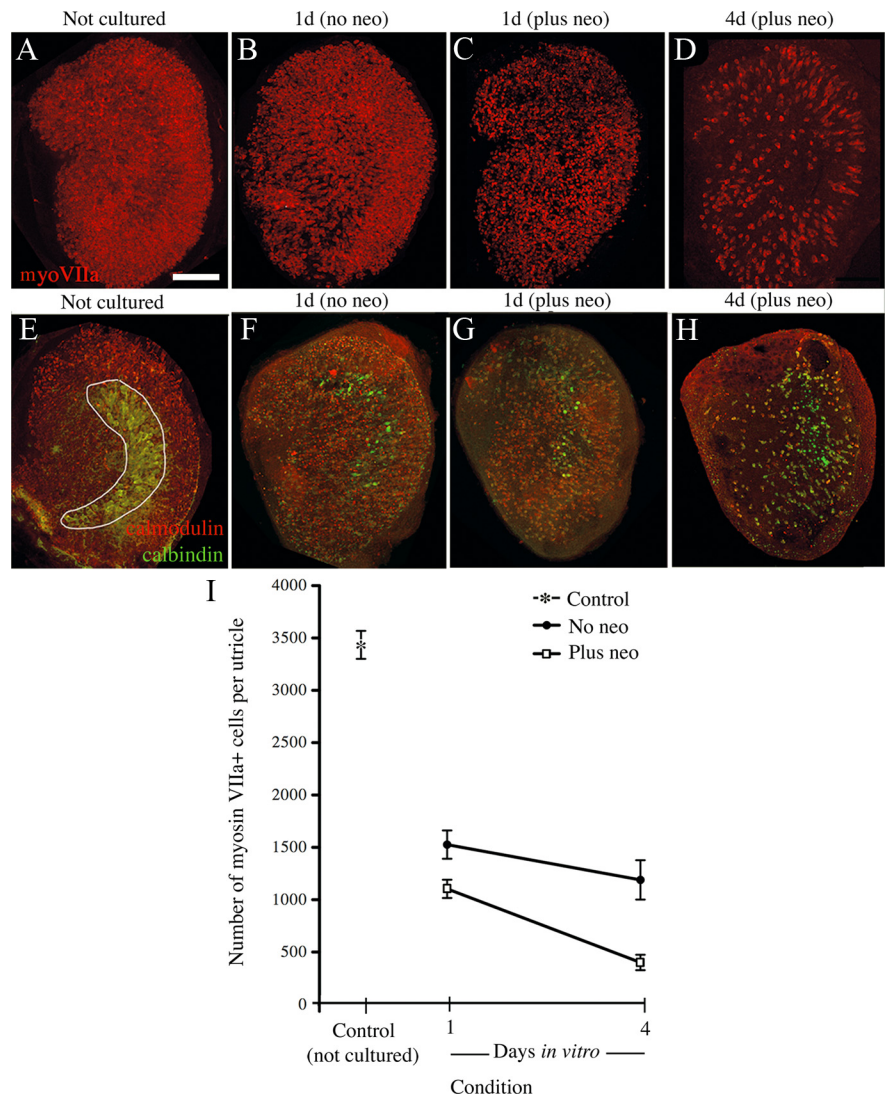 Not cultured
1d (no neo)
1d (plus neo)
4d (plus neo)
A
B
C
D
myoVIIa
Not cultured
1d (no neo)
1d (plus neo)
4d (plus neo)
E
F
G
H
calmodulin
calbindin
I
Number of myosin VIIa+ cells per utricle
4000
3500
3000
2500
2000
1500
1000
500
0
Control
No neo
Plus neo
Control
(not cultured)
1
4
Days in vitro
Condition